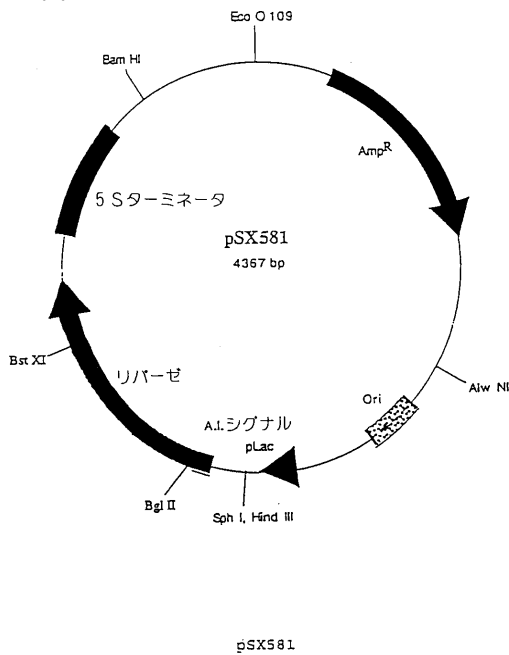 Eco O 109
Bam HI
Amp^R
5 Sターミネータ
pSX581
4367 bp
Bst XI
リパーゼ
Alw NI
Ori
A.l.シグナル
pLac
Bgl II
Sph I, Hind III
pSX581